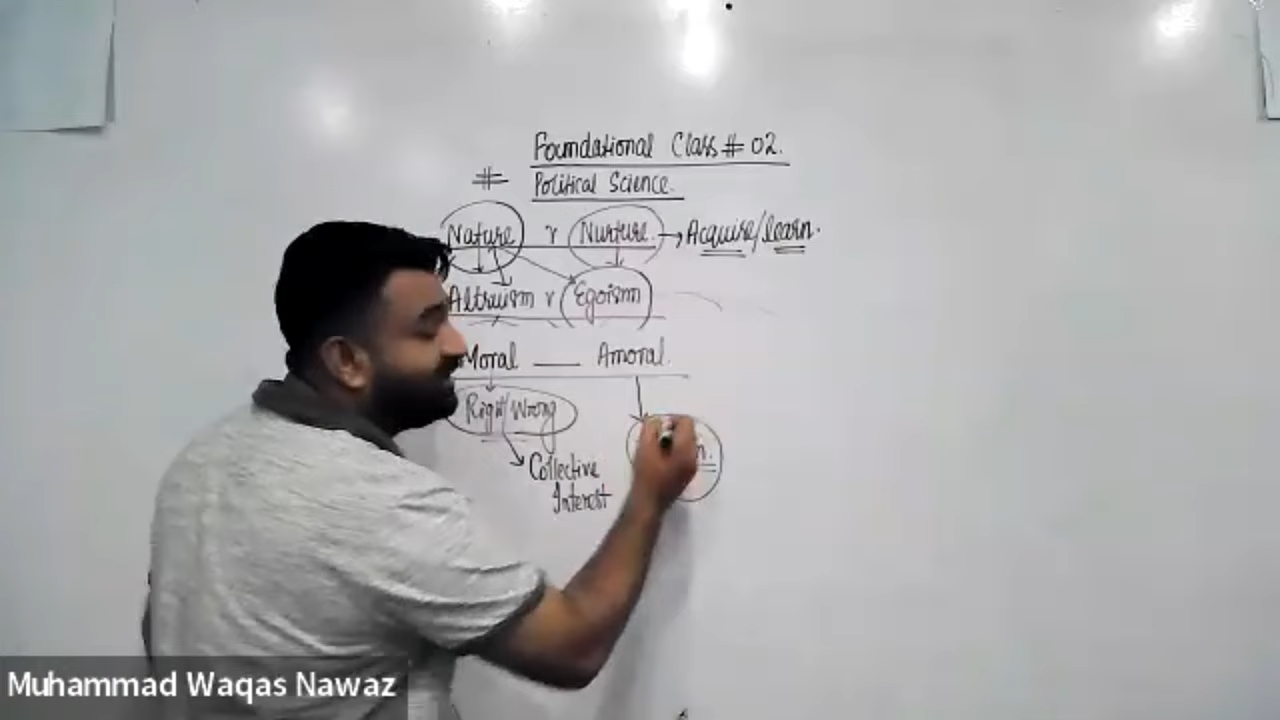 Foundational Class # 02.
# Political Science.
Nature v Nurture. → Acquire/learn.
Altruism v Egoism
Moral — Amoral.
Right/Wrong
Collective
Interest
Muhammad Waqas Nawaz